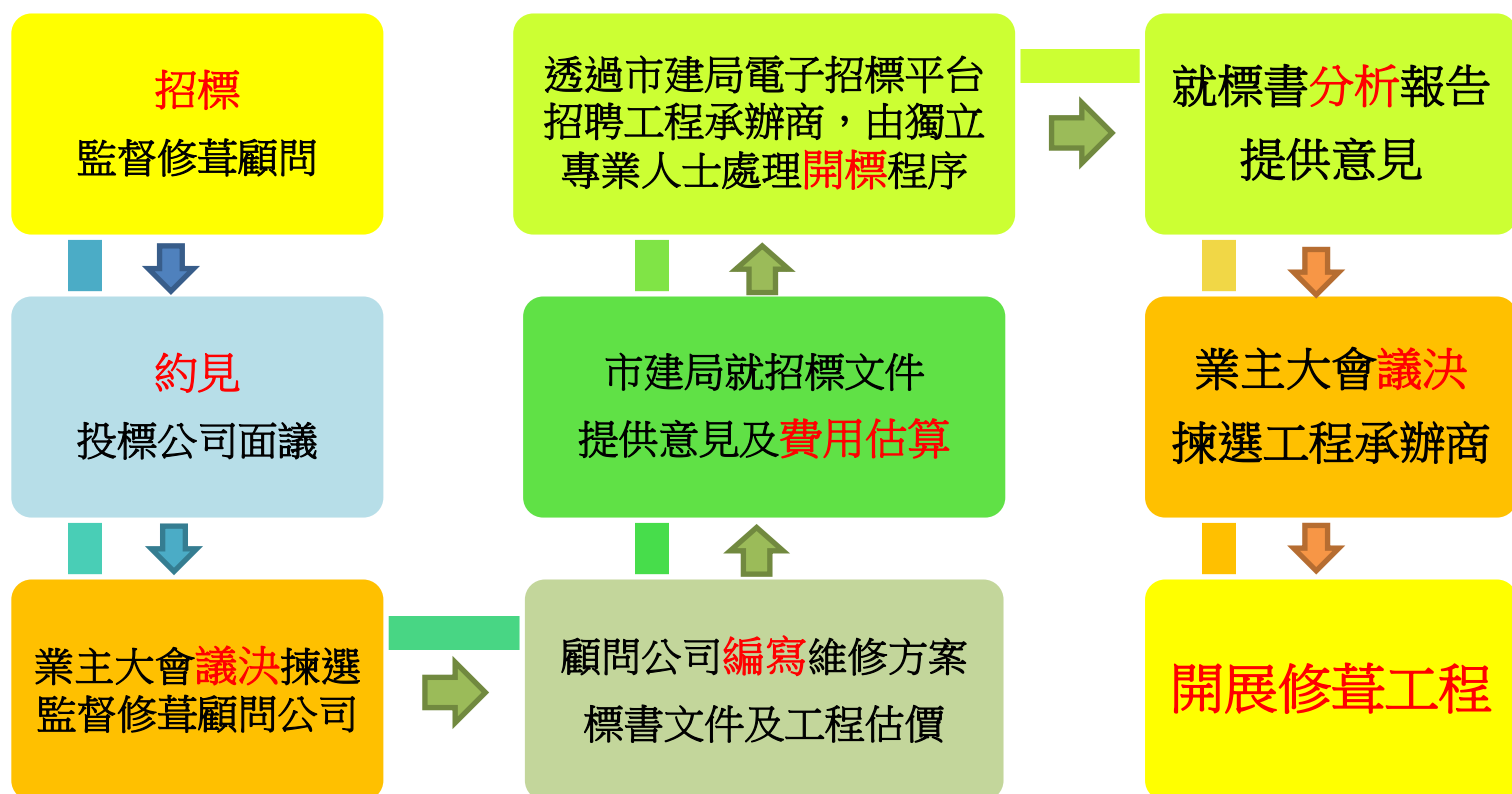 招標
監督修葺顧問
約見
投標公司面議
業主大會議決揀選
監督修葺顧問公司
顧問公司編寫維修方案
標書文件及工程估價
市建局就招標文件
提供意見及費用估算
透過市建局電子招標平台
招聘工程承辦商，由獨立
專業人士處理開標程序
就標書分析報告
提供意見
業主大會議決
揀選工程承辦商
開展修葺工程